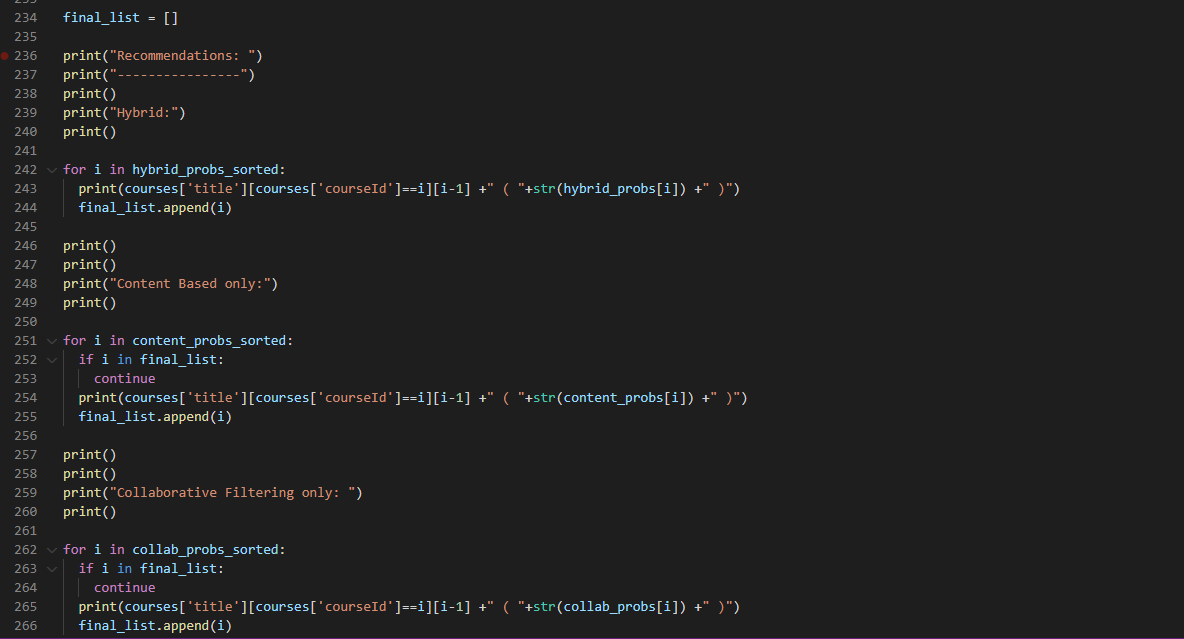 234 final_list = []
235
236 print("Recommendations: ")
237 print("----------------")
238 print()
239 print("Hybrid:")
240 print()
241
242 for i in hybrid_probs_sorted:
243   print(courses['title'][courses['courseId']==i][i-1] +" ( "+str(hybrid_probs[i]) +" )")
244   final_list.append(i)
245
246 print()
247 print()
248 print("Content Based only:")
249 print()
250
251 for i in content_probs_sorted:
252   if i in final_list:
253     continue
254   print(courses['title'][courses['courseId']==i][i-1] +" ( "+str(content_probs[i]) +" )")
255   final_list.append(i)
256
257 print()
258 print()
259 print("Collaborative Filtering only: ")
260 print()
261
262 for i in collab_probs_sorted:
263   if i in final_list:
264     continue
265   print(courses['title'][courses['courseId']==i][i-1] +" ( "+str(collab_probs[i]) +" )")
266   final_list.append(i)